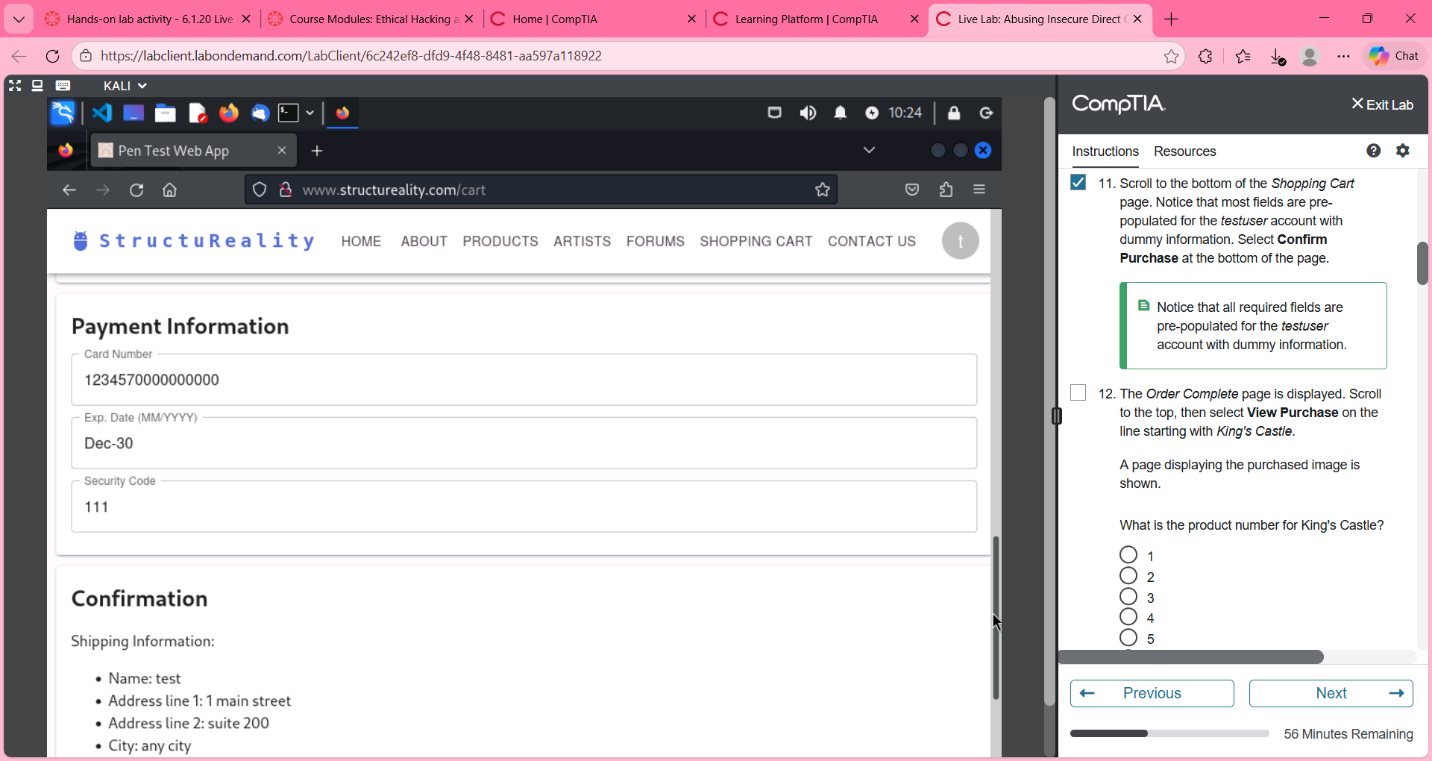 Hands-on lab activity - 6.1.20 Live
Course Modules: Ethical Hacking a
Home | CompTIA
Learning Platform | CompTIA
Live Lab: Abusing Insecure Direct
https://labclient.labondemand.com/LabClient/6c242ef8-dfd9-4f48-8481-aa597a118922
Chat
KALI
10:24
Pen Test Web App
www.structureality.com/cart
StructuReality
HOME ABOUT PRODUCTS ARTISTS FORUMS SHOPPING CART CONTACT US
t
Payment Information
Card Number
1234570000000000
Exp. Date (MM/YYYY)
Dec-30
Security Code
111
Confirmation
Shipping Information:
• Name: test
• Address line 1: 1 main street
• Address line 2: suite 200
• City: any city
CompTIA.
Exit Lab
Instructions Resources
11. Scroll to the bottom of the Shopping Cart
page. Notice that most fields are pre-
populated for the testuser account with
dummy information. Select Confirm
Purchase at the bottom of the page.
Notice that all required fields are
pre-populated for the testuser
account with dummy information.
12. The Order Complete page is displayed. Scroll
to the top, then select View Purchase on the
line starting with King's Castle.
A page displaying the purchased image is
shown.
What is the product number for King's Castle?
1
2
3
4
5
Previous
Next
56 Minutes Remaining